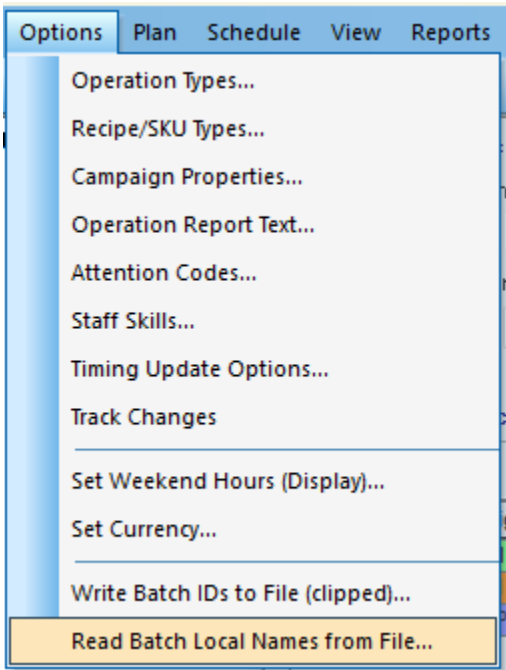 Options Plan Schedule View Reports
Operation Types...
Recipe/SKU Types...
Campaign Properties...
Operation Report Text...
Attention Codes...
Staff Skills...
Timing Update Options...
Track Changes
Set Weekend Hours (Display)...
Set Currency...
Write Batch IDs to File (clipped)...
Read Batch Local Names from File...